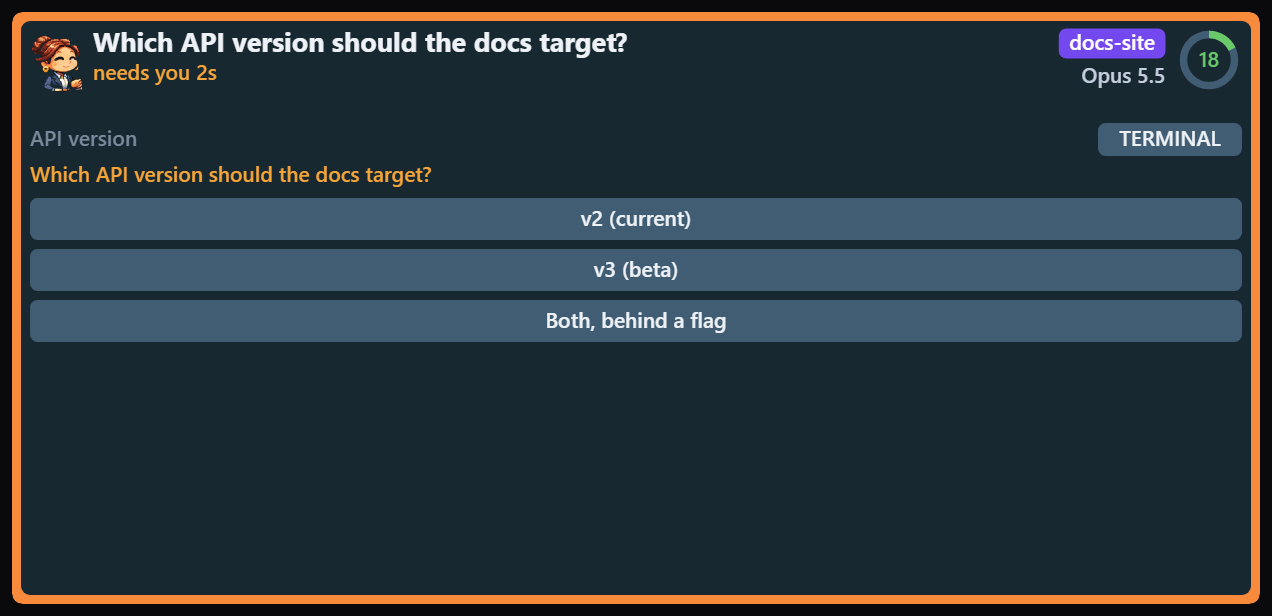 Which API version should the docs target?
needs you 2s
docs-site
Opus 5.5
18
API version
TERMINAL
Which API version should the docs target?
v2 (current)
v3 (beta)
Both, behind a flag